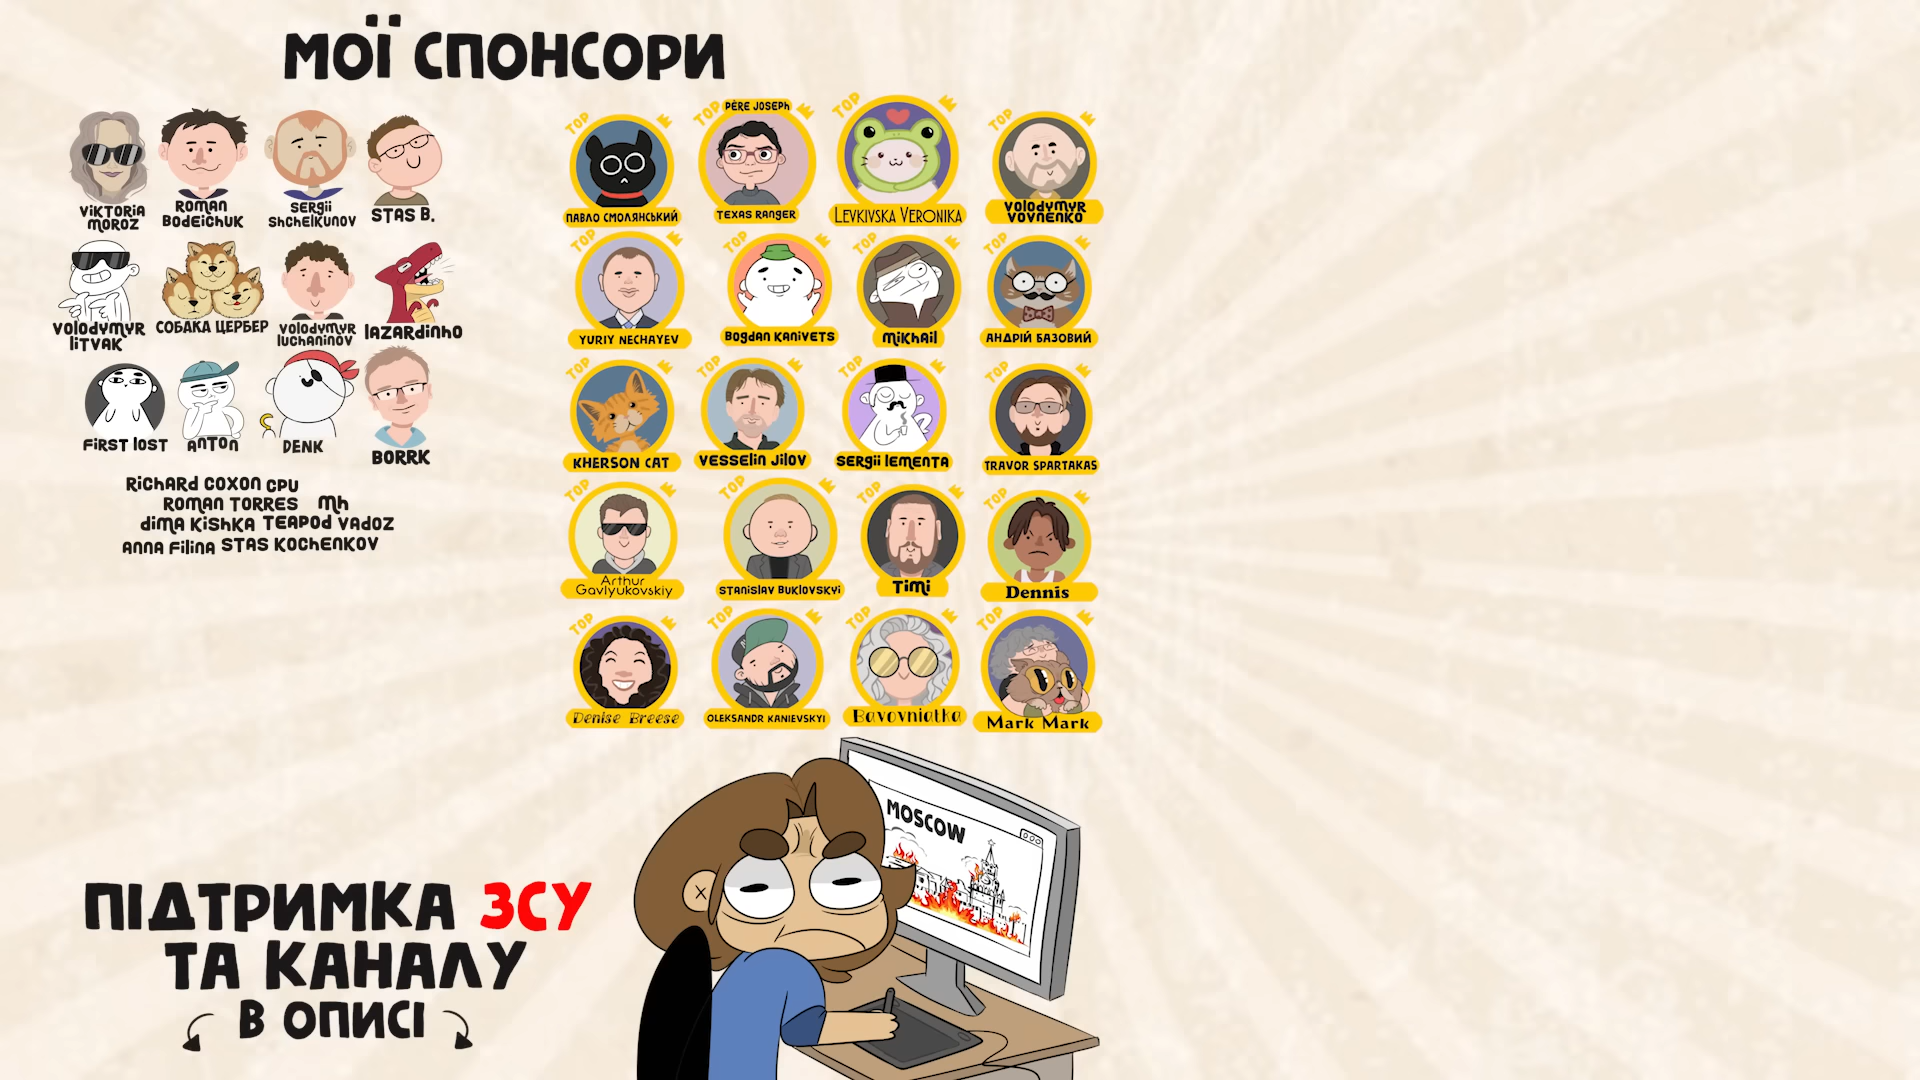 МОЇ СПОНСОРИ
VIKTORIA
MOROZ
ROMAN
BODEICHUK
SERGII
SHCHELKUNOV
STAS B.
VOLODYMYR
LITVAK
СОБАКА ЦЕРБЕР
VOLODYMYR
LUCHANINOV
LAZARDINHO
FIRST LOST
ANTON
DENK
BORRK
RICHARD COXON CPU
ROMAN TORRES MH
DIMA KISHKA TEAPOD VADOZ
ANNA FILINA STAS KOCHENKOV
TOP
ПАВЛО СМОЛЯНСЬКИЙ
TOP
PÈRE JOSEPH
TEXAS RANGER
TOP
LEVKIVSKA VERONIKA
TOP
VOLODYMYR
VOVNENKO
TOP
YURIY NECHAYEV
TOP
BOGDAN KANIVETS
TOP
MIKHAIL
TOP
АНДРІЙ БАЗОВИЙ
TOP
KHERSON CAT
TOP
VESSELIN JILOV
TOP
SERGII LEMENTA
TOP
TRAVOR SPARTAKAS
TOP
Arthur
Gavlyukovskiy
TOP
STANISLAV BUKLOVSKYI
TOP
TIMI
TOP
Dennis
TOP
Denise Breese
TOP
OLEKSANDR KANIEVSKYI
TOP
Bavovniatka
TOP
Mark Mark
MOSCOW
ПІДТРИМКА ЗСУ
ТА КАНАЛУ
В ОПИСІ